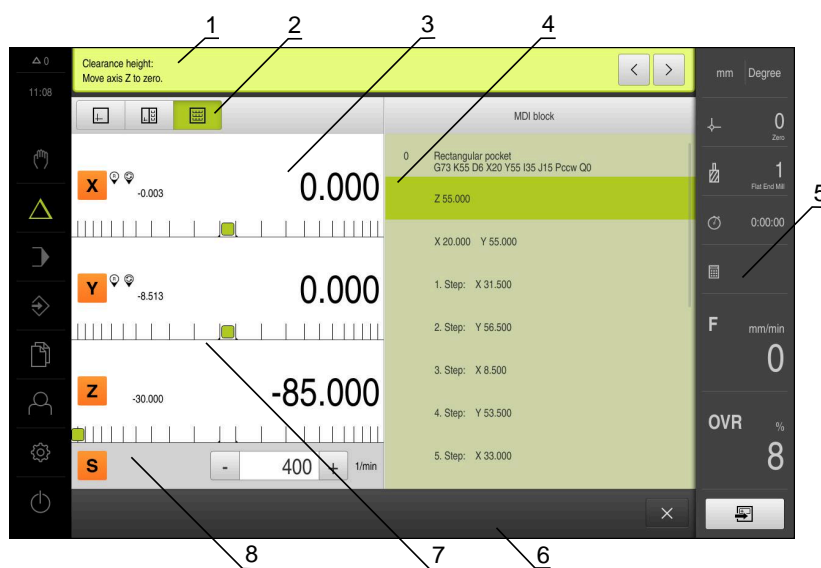 1
2
3
4
0
11:08
Clearance height:
Move axis Z to zero.
< >
mm Degree
MDI block
0
Zero
0 Rectangular pocket
G73 K55 D6 X20 Y55 I35 J15 Pccw Q0
X -0.003 0.000
Z 55.000
1
Flat End Mill
5
0:00:00
X 20.000 Y 55.000
Y -8.513 0.000
1. Step: X 31.500
2. Step: Y 56.500
F mm/min
0
3. Step: X 8.500
Z -30.000 -85.000
4. Step: Y 53.500
OVR %
8
5. Step: X 33.000
S - 400 + 1/min
8
7
6